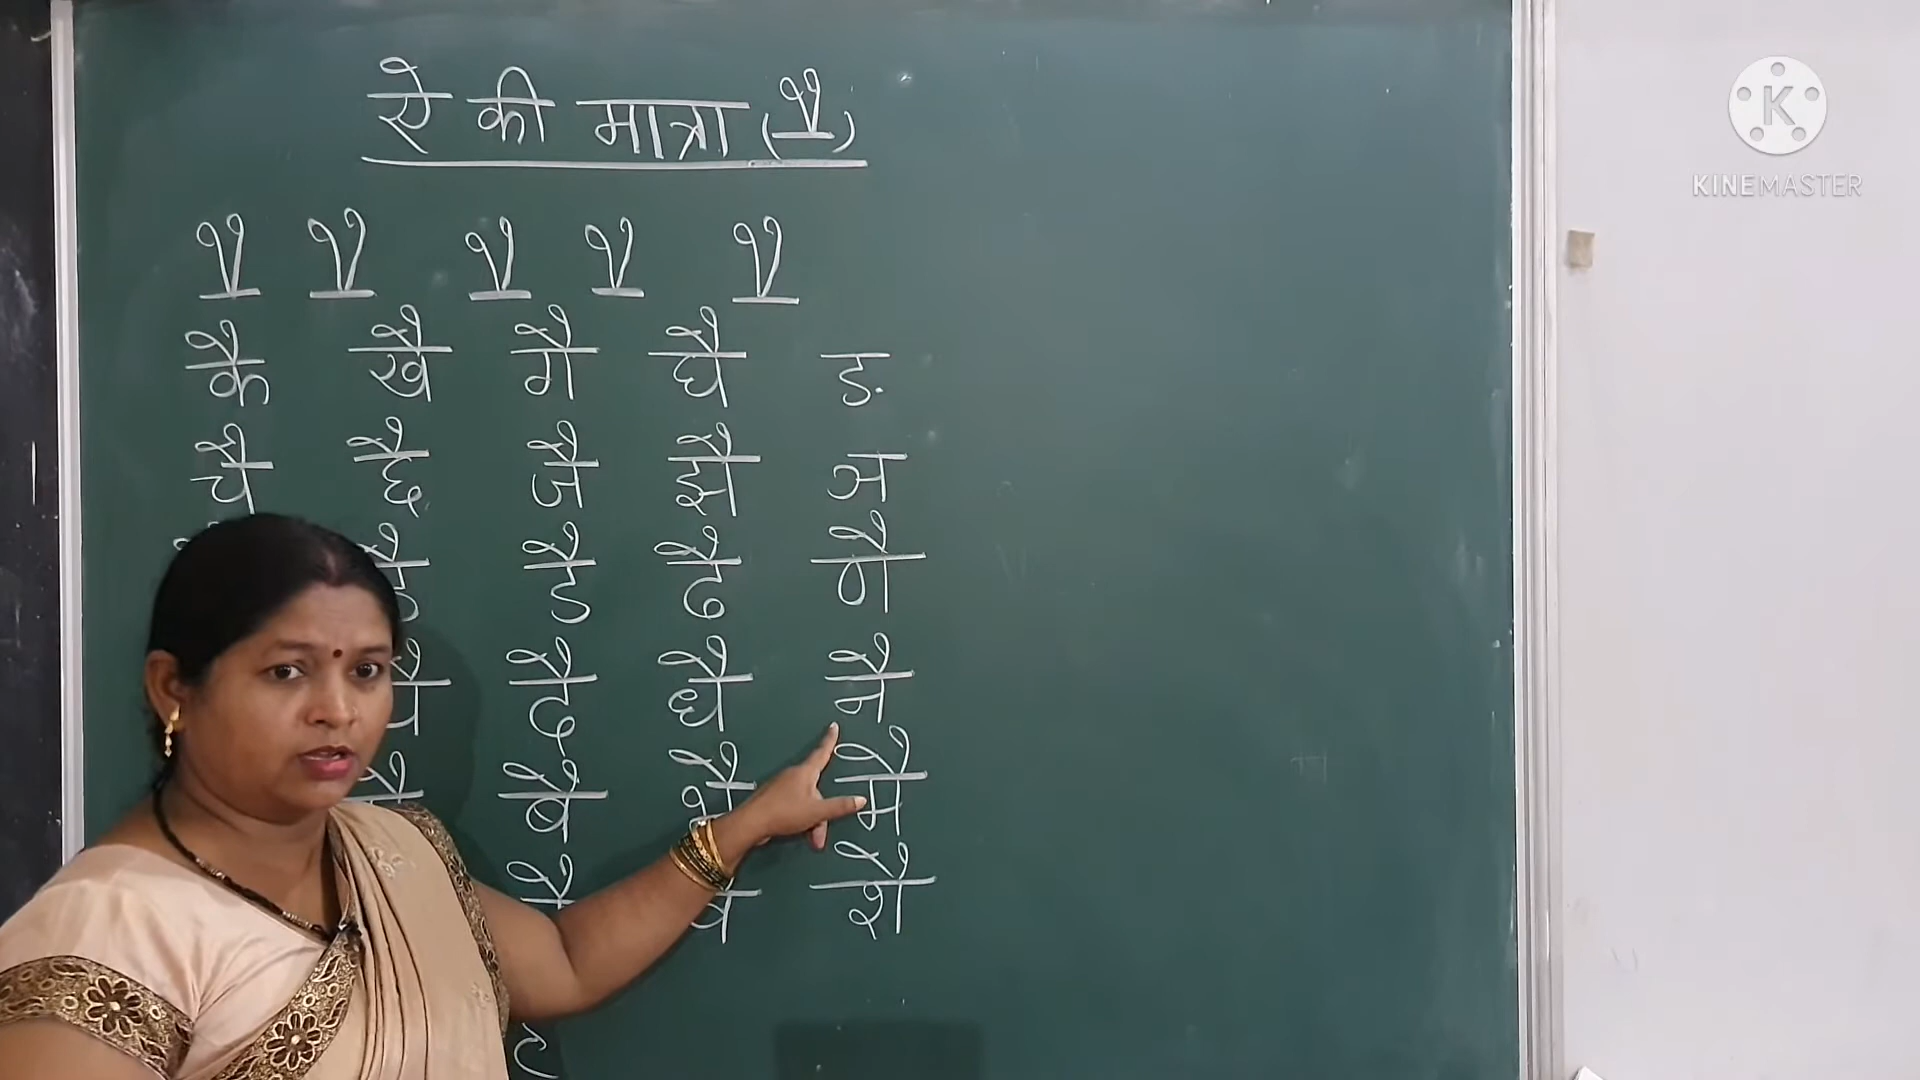 ऐ की मात्रा ( ै )
ै ै ै ै ै
कै खै गै घै ङ
चै छै जै झै ञ
डै ढै णै
दै धै नै
बै मै
शै
KINEMASTER